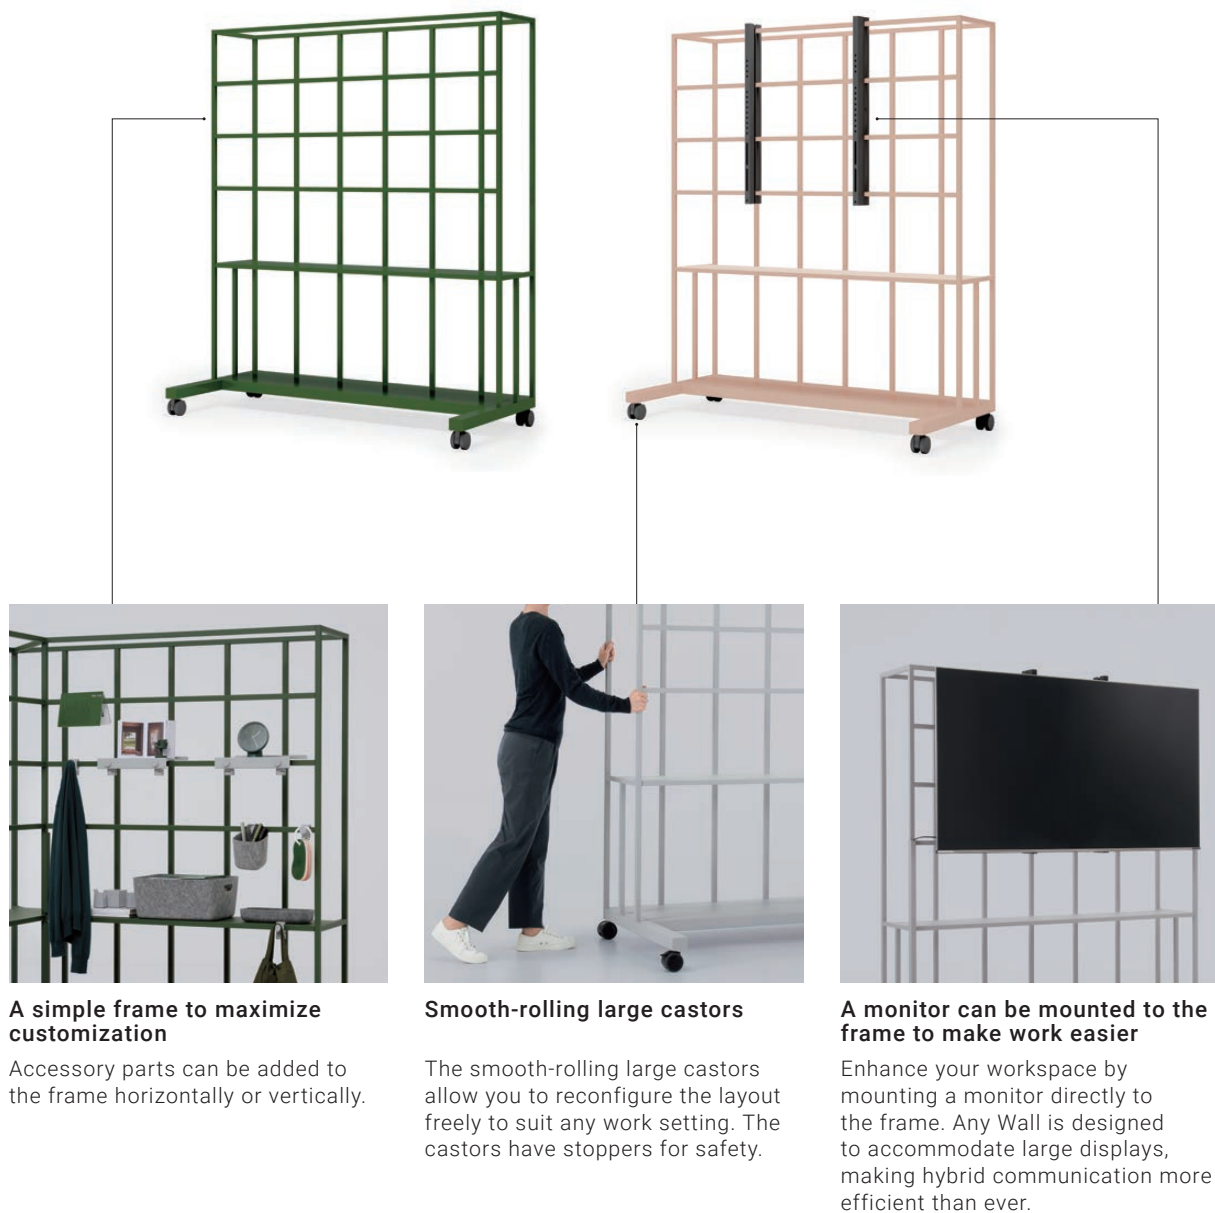 A simple frame to maximize
customization
Accessory parts can be added to
the frame horizontally or vertically.
Smooth-rolling large castors
The smooth-rolling large castors
allow you to reconfigure the layout
freely to suit any work setting. The
castors have stoppers for safety.
A monitor can be mounted to the
frame to make work easier
Enhance your workspace by
mounting a monitor directly to
the frame. Any Wall is designed
to accommodate large displays,
making hybrid communication more
efficient than ever.